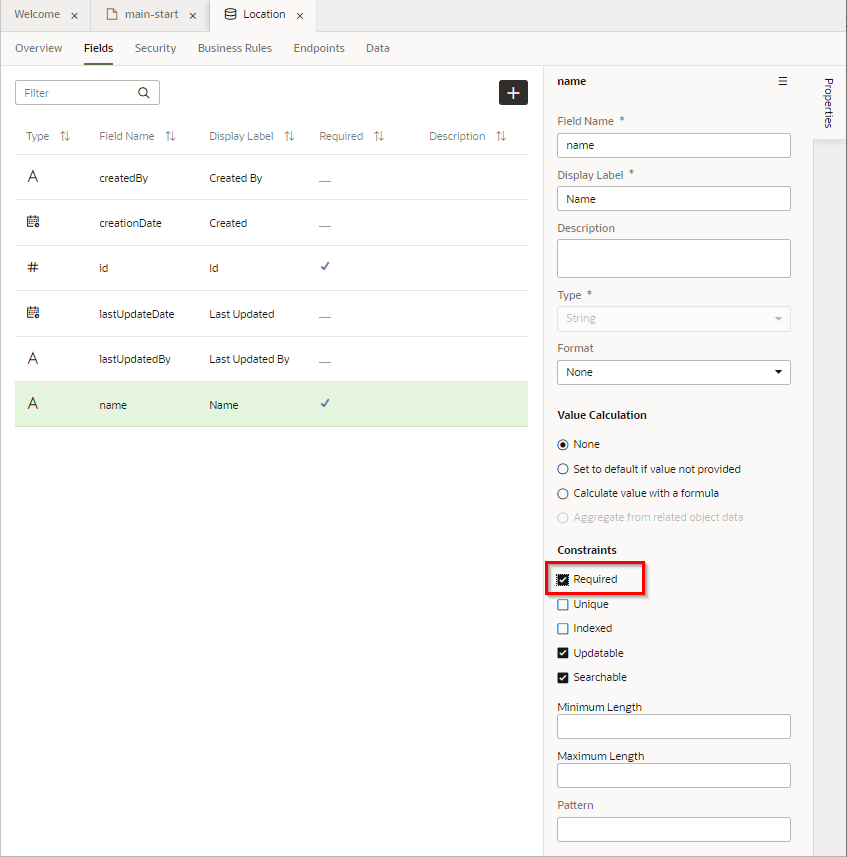 Welcome × main-start × Location ×
Overview Fields Security Business Rules Endpoints Data
Filter
Type Field Name Display Label Required Description
A createdBy Created By
creationDate Created
# id Id
lastUpdateDate Last Updated
A lastUpdatedBy Last Updated By
A name Name
name
Field Name *
name
Display Label *
Name
Description
Type *
String
Format
None
Value Calculation
None
Set to default if value not provided
Calculate value with a formula
Aggregate from related object data
Constraints
Required
Unique
Indexed
Updatable
Searchable
Minimum Length
Maximum Length
Pattern
Properties